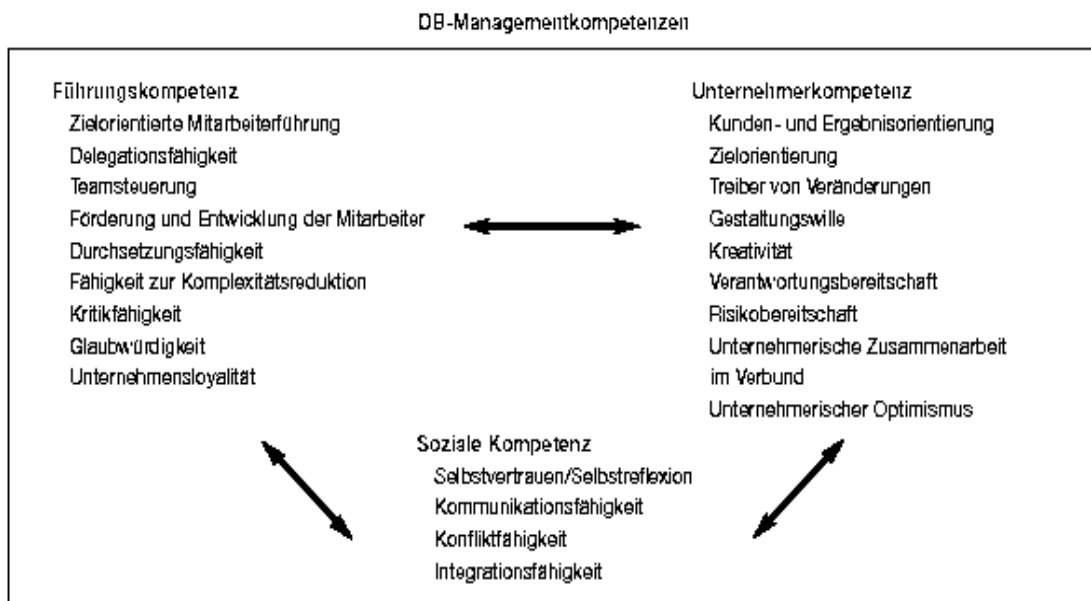 DB-Managementkompetenzen
Führungskompetenz
Zielorientierte Mitarbeiterführung
Delegationsfähigkeit
Teamsteuerung
Förderung und Entwicklung der Mitarbeiter
Durchsetzungsfähigkeit
Fähigkeit zur Komplexitätsreduktion
Kritikfähigkeit
Glaubwürdigkeit
Unternehmensloyalität
Unternehmerkompetenz
Kunden- und Ergebnisorientierung
Zielorientierung
Treiber von Veränderungen
Gestaltungswille
Kreativität
Verantwortungsbereitschaft
Risikobereitschaft
Unternehmerische Zusammenarbeit
im Verbund
Unternehmerischer Optimismus
Soziale Kompetenz
Selbstvertrauen/Selbstreflexion
Kommunikationsfähigkeit
Konfliktfähigkeit
Integrationsfähigkeit